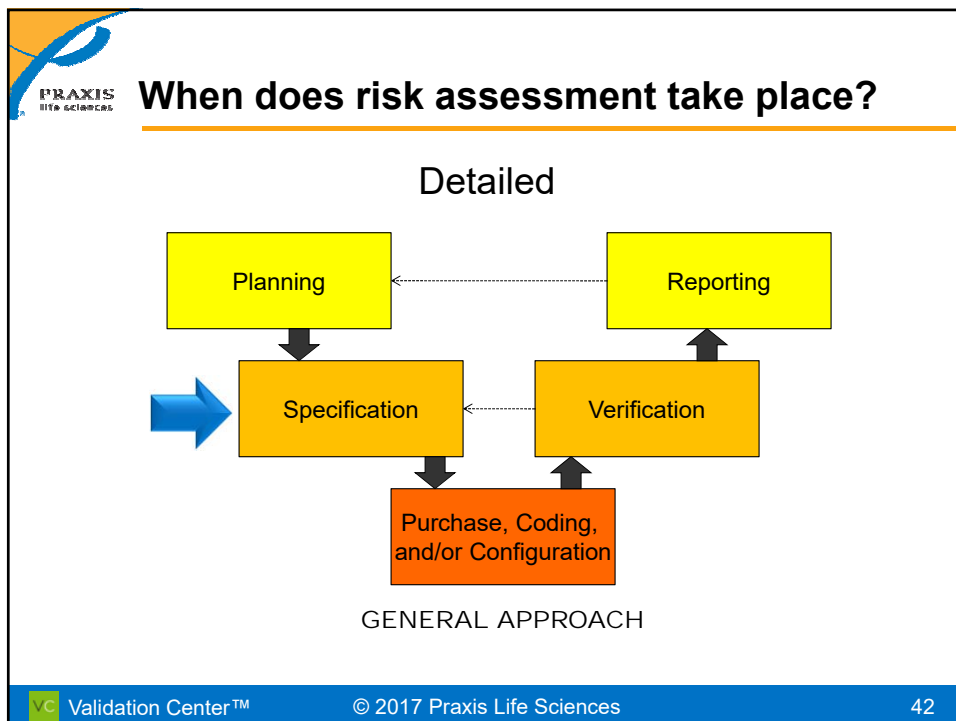 PRAXIS
life sciences
When does risk assessment take place?
Detailed
Planning
Reporting
Specification
Verification
Purchase, Coding,
and/or Configuration
GENERAL APPROACH
VC Validation Center™ © 2017 Praxis Life Sciences 42